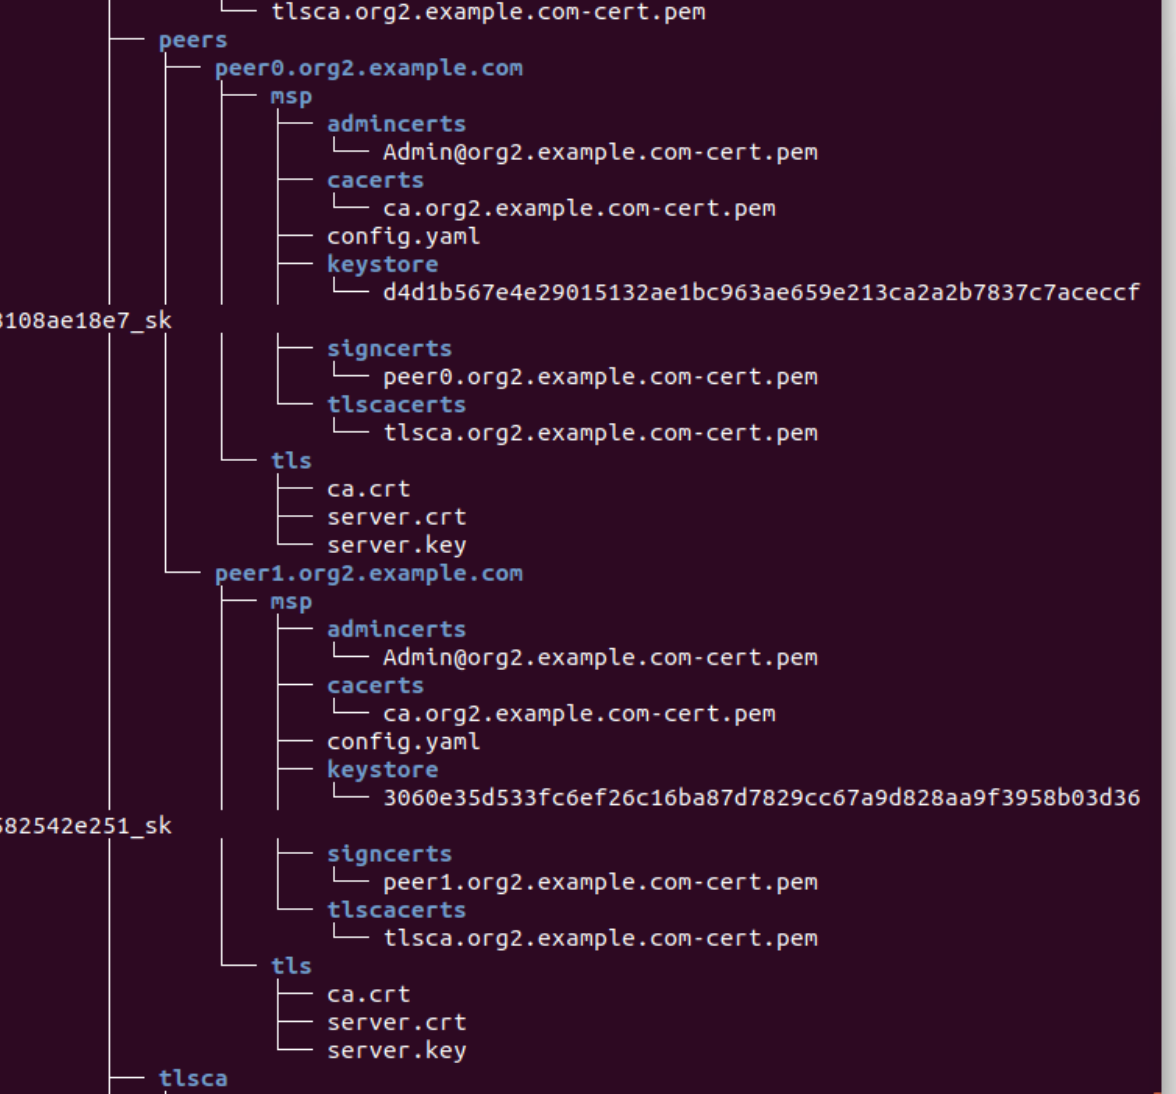 └── tlsca.org2.example.com-cert.pem
├── peers
│   ├── peer0.org2.example.com
│   │   ├── msp
│   │   │   ├── admincerts
│   │   │   │   └── Admin@org2.example.com-cert.pem
│   │   │   ├── cacerts
│   │   │   │   └── ca.org2.example.com-cert.pem
│   │   │   ├── config.yaml
│   │   │   ├── keystore
│   │   │   │   └── d4d1b567e4e29015132ae1bc963ae659e213ca2a2b7837c7aceccf
108ae18e7_sk
│   │   │   ├── signcerts
│   │   │   │   └── peer0.org2.example.com-cert.pem
│   │   │   └── tlscacerts
│   │   │       └── tlsca.org2.example.com-cert.pem
│   │   └── tls
│   │       ├── ca.crt
│   │       ├── server.crt
│   │       └── server.key
│   └── peer1.org2.example.com
│       ├── msp
│       │   ├── admincerts
│       │   │   └── Admin@org2.example.com-cert.pem
│       │   ├── cacerts
│       │   │   └── ca.org2.example.com-cert.pem
│       │   ├── config.yaml
│       │   ├── keystore
│       │   │   └── 3060e35d533fc6ef26c16ba87d7829cc67a9d828aa9f3958b03d36
82542e251_sk
│       │   ├── signcerts
│       │   │   └── peer1.org2.example.com-cert.pem
│       │   └── tlscacerts
│       │       └── tlsca.org2.example.com-cert.pem
│       └── tls
│           ├── ca.crt
│           ├── server.crt
│           └── server.key
├── tlsca